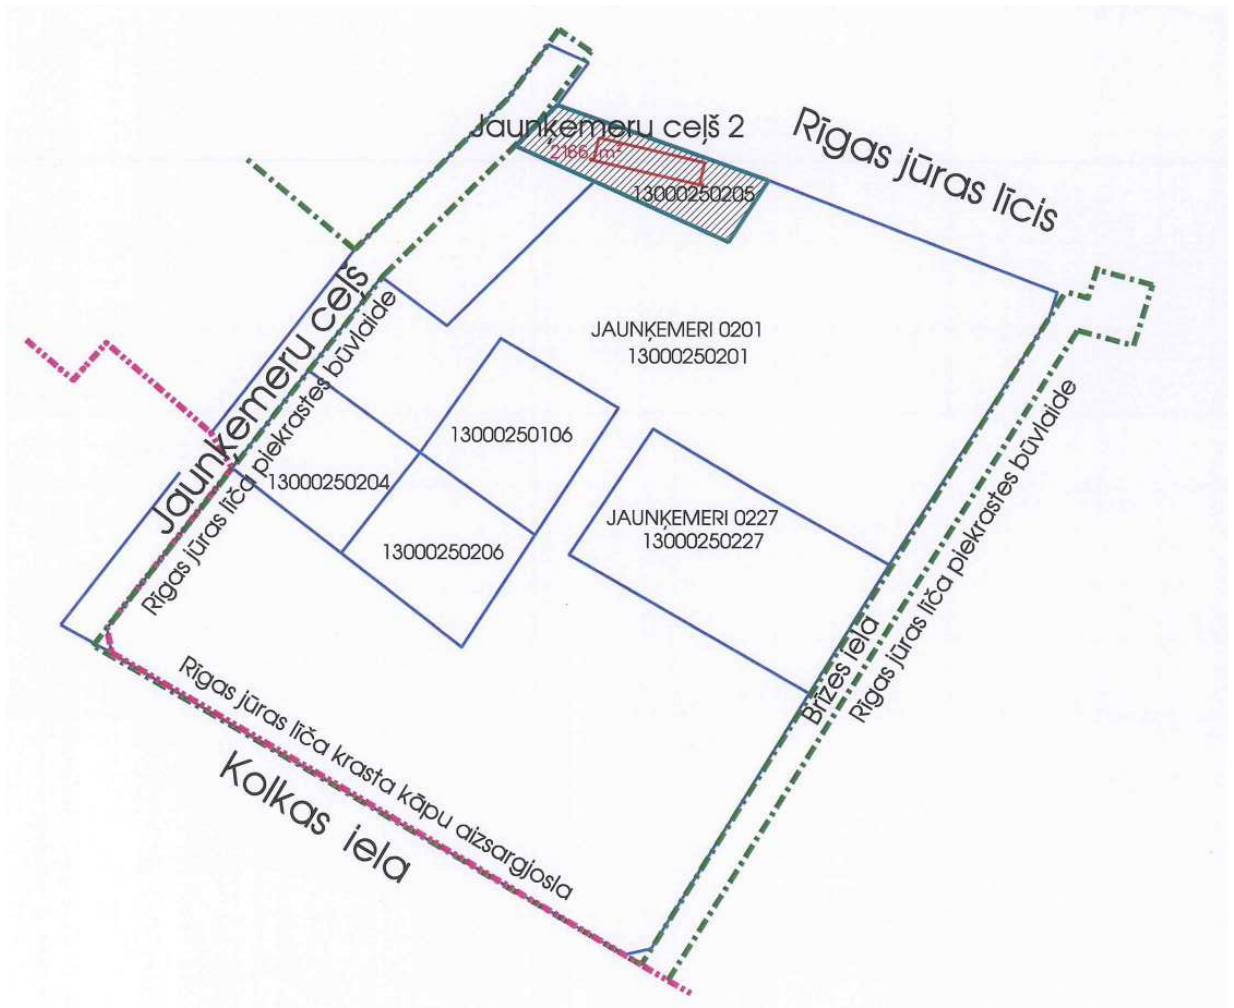 Jaunķemeru ceļš 2
2166 m²
13000250205
Rīgas jūras līcis
Jaunķemeru ceļš
Rīgas jūras līča piekrastes būvlaide
JAUNĶEMERI 0201
13000250201
13000250106
13000250204
13000250206
JAUNĶEMERI 0227
13000250227
Brīzes iela
Rīgas jūras līča piekrastes būvlaide
Rīgas jūras līča krasta kāpu aizsargjosla
Kolkas iela